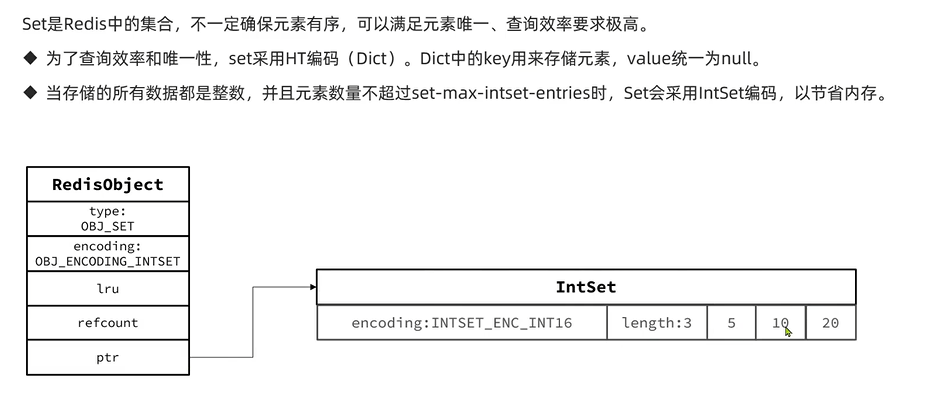 Set是Redis中的集合，不一定确保元素有序，可以满足元素唯一、查询效率要求极高。
◆ 为了查询效率和唯一性，set采用HT编码（Dict）。Dict中的key用来存储元素，value统一为null。
◆ 当存储的所有数据都是整数，并且元素数量不超过set-max-intset-entries时，Set会采用IntSet编码，以节省内存。
RedisObject
type:
OBJ_SET
encoding:
OBJ_ENCODING_INTSET
lru
refcount
ptr
IntSet
encoding:INTSET_ENC_INT16 length:3 5 10 20